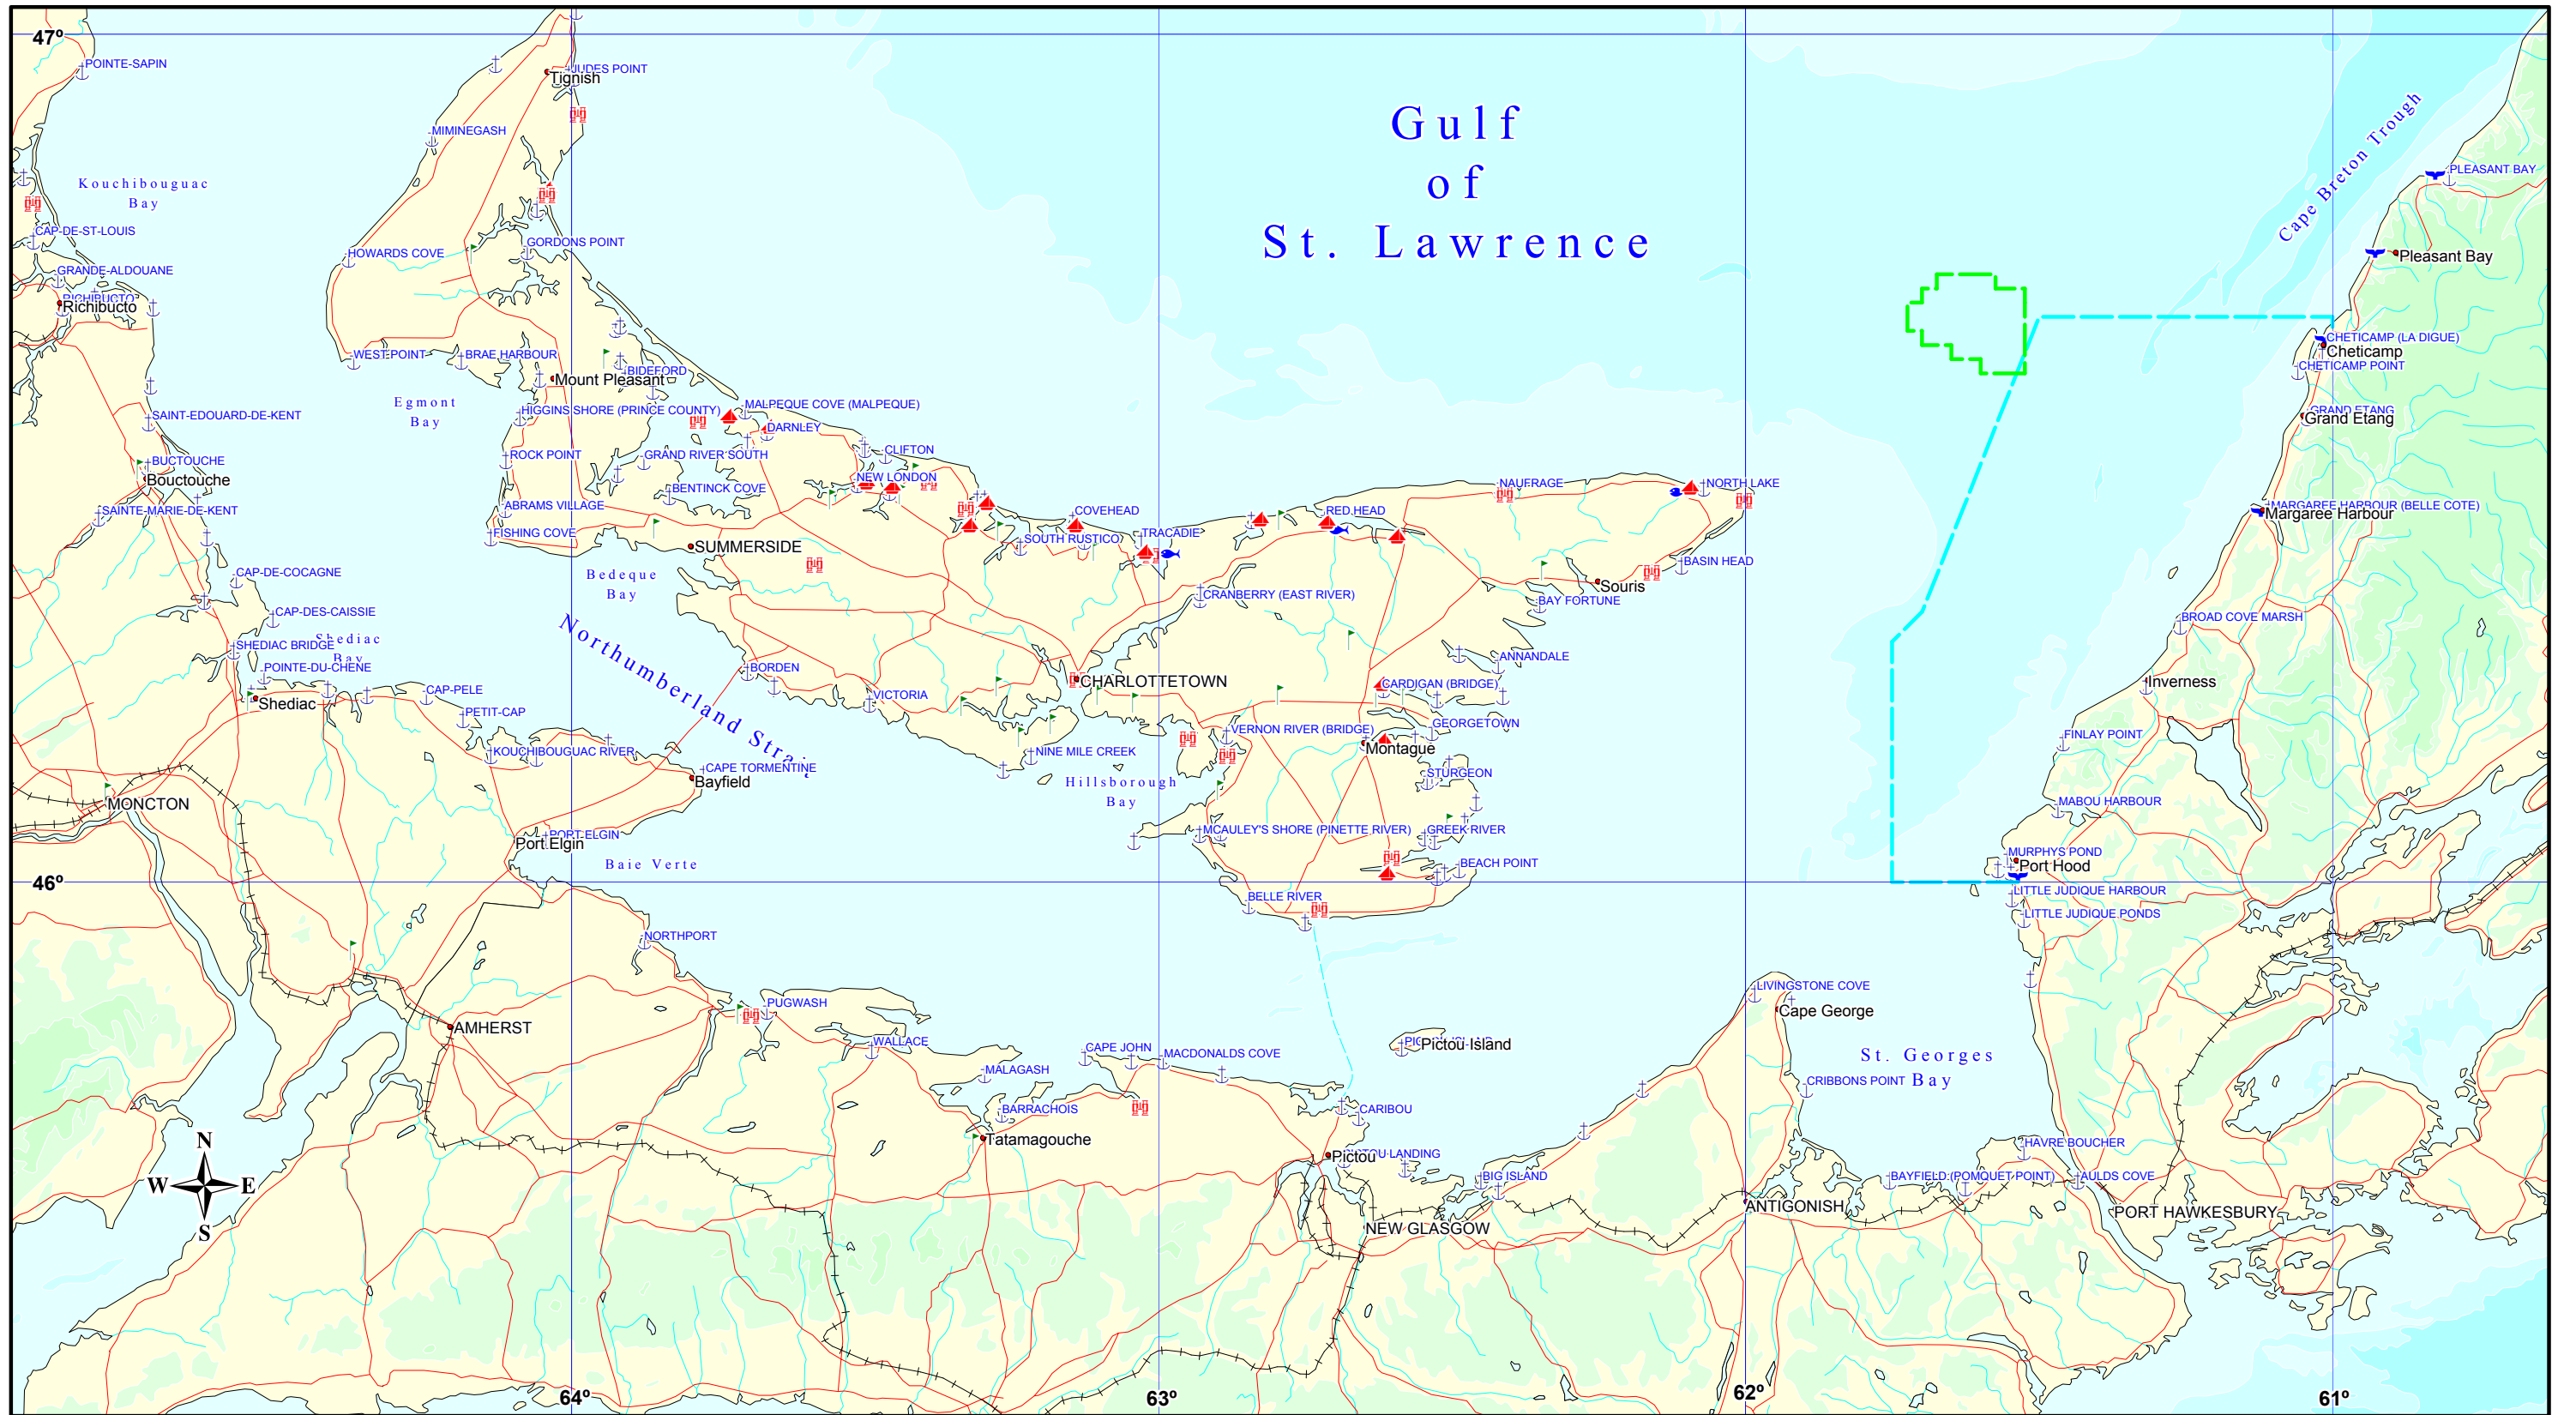 47º
POINTE-SAPIN
JUDES POINT
Tignish
Gulf
of
St. Lawrence
Cape Breton Trough
MIMINEGASH
PLEASANT BAY
Kouchibouguac
Bay
CAP-DE-ST-LOUIS
GORDONS POINT
HOWARDS COVE
Pleasant Bay
GRANDE-ALDOUANE
RICHIBUCTO
Richibucto
CHETICAMP (LA DIGUE)
Cheticamp
CHETICAMP POINT
WEST POINT
BRAE HARBOUR
BIDEFORD
Mount Pleasant
Egmont
Bay
MALPEQUE COVE (MALPEQUE)
HIGGINS SHORE (PRINCE COUNTY)
SAINT-EDOUARD-DE-KENT
GRAND ETANG
Grand Etang
DARNLEY
CLIFTON
ROCK POINT
GRAND RIVER SOUTH
BUCTOUCHE
Bouctouche
NEW LONDON
BENTINCK COVE
NAUFRAGE
NORTH LAKE
ABRAMS VILLAGE
SAINTE-MARIE-DE-KENT
COVEHEAD
RED HEAD
MARGAREE HARBOUR (BELLE COTE)
Margaree Harbour
FISHING COVE
SOUTH RUSTICO
TRACADIE
SUMMERSIDE
BASIN HEAD
Bedeque
Bay
CAP-DE-COCAGNE
Souris
CRANBERRY (EAST RIVER)
BAY FORTUNE
CAP-DES-CAISSIE
BROAD COVE MARSH
Northumberland Strait
Shediac
Bay
SHEDIAC BRIDGE
ANNANDALE
POINTE-DU-CHENE
BORDEN
CHARLOTTETOWN
CARDIGAN (BRIDGE)
Inverness
CAP-PELE
VICTORIA
Shediac
PETIT-CAP
GEORGETOWN
VERNON RIVER (BRIDGE)
FINLAY POINT
KOUCHIBOUGUAC RIVER
NINE MILE CREEK
Montague
CAPE TORMENTINE
Bayfield
Hillsborough
Bay
STURGEON
MONCTON
MABOU HARBOUR
PORT-ELGIN
Port Elgin
MCAULEY'S SHORE (PINETTE RIVER)
GREEK RIVER
Baie Verte
BEACH POINT
MURPHYS POND
Port Hood
46º
LITTLE JUDIQUE HARBOUR
BELLE RIVER
LITTLE JUDIQUE PONDS
NORTHPORT
LIVINGSTONE COVE
PUGWASH
Cape George
AMHERST
WALLACE
CAPE JOHN
MACDONALDS COVE
Pictou Island
St. Georges
Bay
MALAGASH
CRIBBONS POINT
BARRACHOIS
CARIBOU
Tatamagouche
N
HAVRE BOUCHER
Pictou
PICTOU LANDING
W
E
BIG ISLAND
BAYFIELD (POMQUET POINT)
AULDS COVE
ANTIGONISH
PORT HAWKESBURY
S
NEW GLASGOW
64º
63º
62º
61º